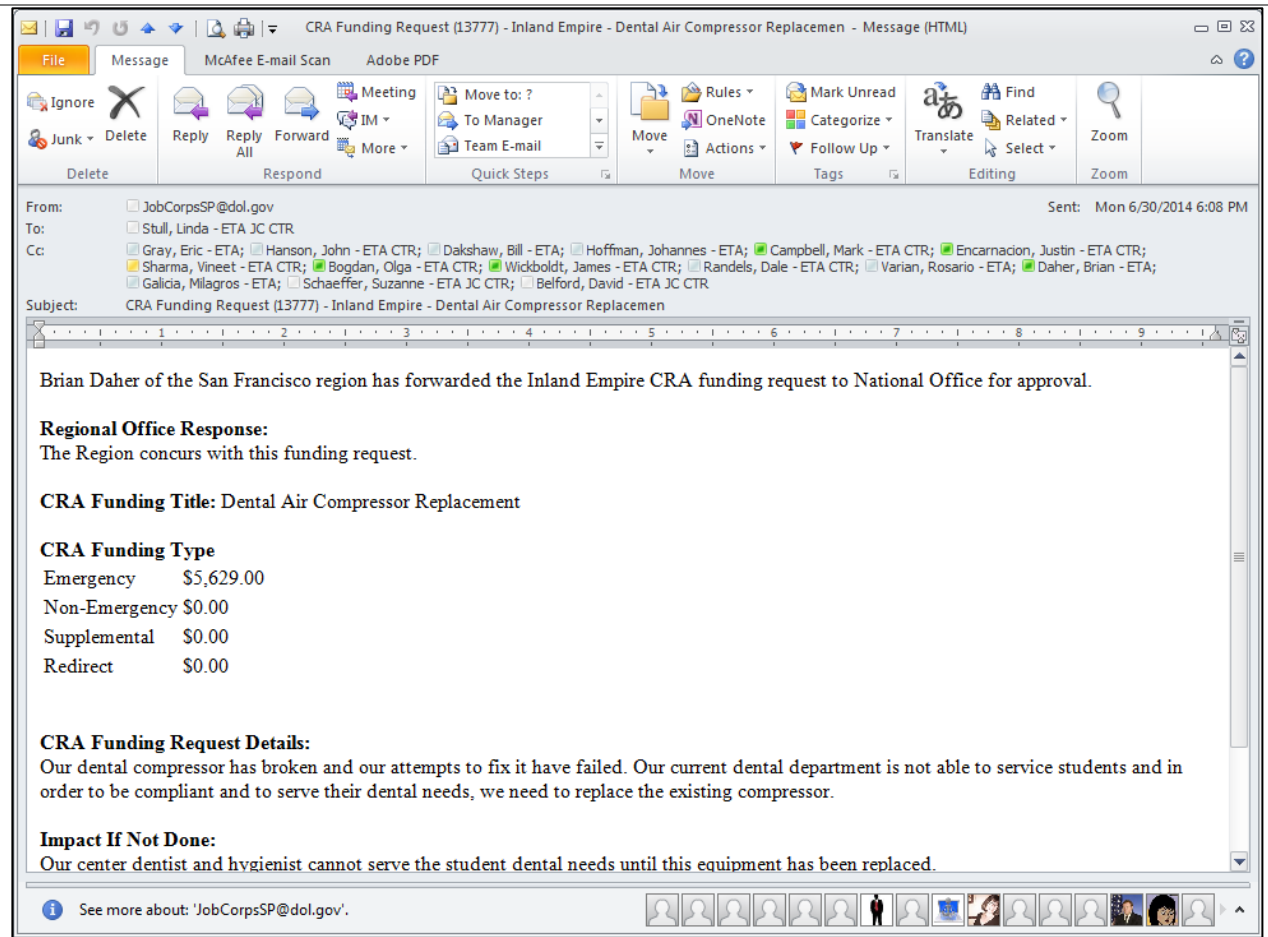 CRA Funding Request (13777) - Inland Empire - Dental Air Compressor Replacemen - Message (HTML)
File Message McAfee E-mail Scan Adobe PDF
Ignore
Junk
Delete
Reply
Reply All
Forward
Meeting
IM
More
Move to: ?
To Manager
Team E-mail
Move
Rules
OneNote
Actions
Mark Unread
Categorize
Follow Up
Translate
Find
Related
Select
Zoom
Delete Respond Quick Steps Move Tags Editing Zoom
From: JobCorpsSP@dol.gov Sent: Mon 6/30/2014 6:08 PM
To: Stull, Linda - ETA JC CTR
Cc: Gray, Eric - ETA; Hanson, John - ETA CTR; Dakshaw, Bill - ETA; Hoffman, Johannes - ETA; Campbell, Mark - ETA CTR; Encarnacion, Justin - ETA CTR;
Sharma, Vineet - ETA CTR; Bogdan, Olga - ETA CTR; Wickboldt, James - ETA CTR; Randels, Dale - ETA CTR; Varian, Rosario - ETA; Daher, Brian - ETA;
Galicia, Milagros - ETA; Schaeffer, Suzanne - ETA JC CTR; Belford, David - ETA JC CTR
Subject: CRA Funding Request (13777) - Inland Empire - Dental Air Compressor Replacemen
1 2 3 4 5 6 7 8 9
Brian Daher of the San Francisco region has forwarded the Inland Empire CRA funding request to National Office for approval.
Regional Office Response:
The Region concurs with this funding request.
CRA Funding Title: Dental Air Compressor Replacement
CRA Funding Type
Emergency $5,629.00
Non-Emergency $0.00
Supplemental $0.00
Redirect $0.00
CRA Funding Request Details:
Our dental compressor has broken and our attempts to fix it have failed. Our current dental department is not able to service students and in
order to be compliant and to serve their dental needs, we need to replace the existing compressor.
Impact If Not Done:
Our center dentist and hygienist cannot serve the student dental needs until this equipment has been replaced.
See more about: 'JobCorpsSP@dol.gov'.